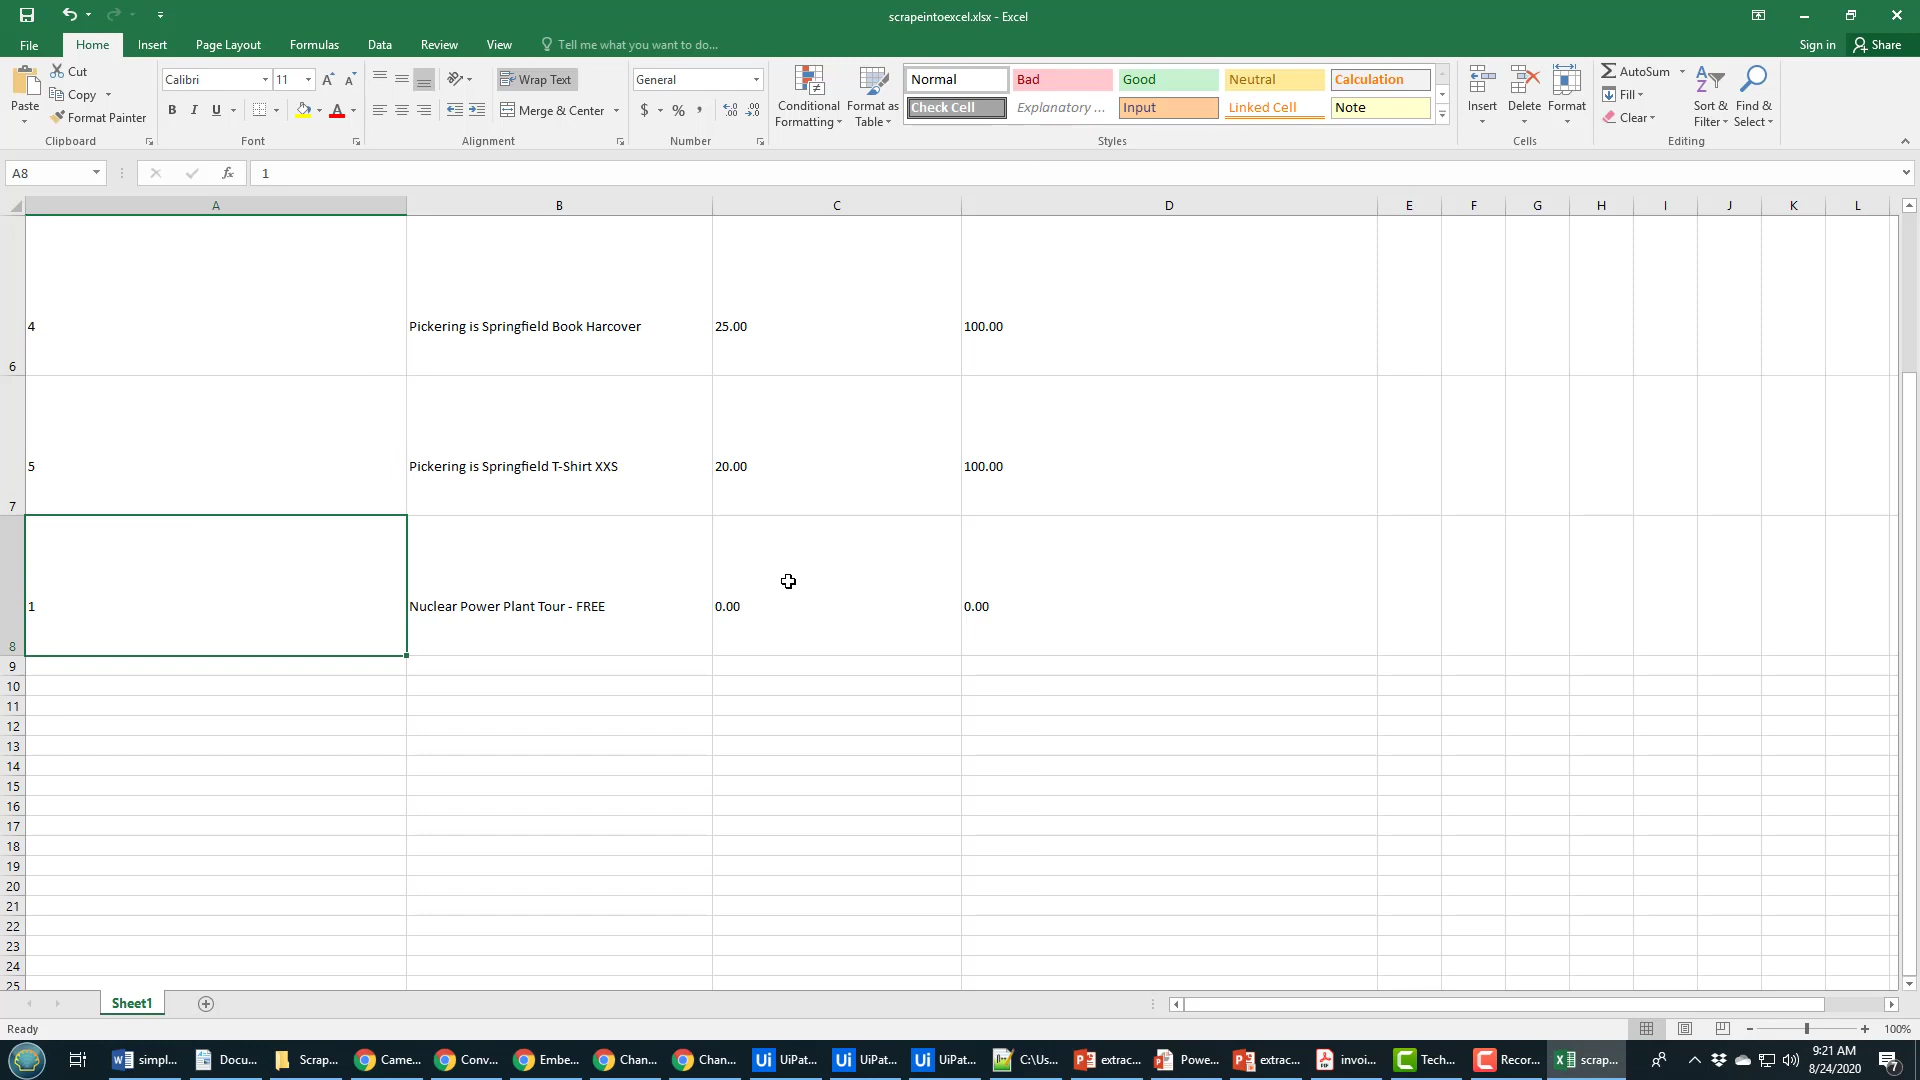 scrapeintoexcel.xlsx - Excel
File Home Insert Page Layout Formulas Data Review View Tell me what you want to do... Sign in Share
Paste Cut Copy Format Painter Clipboard
Calibri 11 A A B I U A Font
Wrap Text Merge & Center Alignment
General $ % , Number
Conditional Formatting Format as Table
Normal Bad Good Neutral Calculation
Check Cell Explanatory ... Input Linked Cell Note
Styles
Insert Delete Format Cells
AutoSum Fill Clear Sort & Filter Find & Select Editing
A8 fx 1
A B C D E F G H I J K L
4 Pickering is Springfield Book Harcover 25.00 100.00
6
5 Pickering is Springfield T-Shirt XXS 20.00 100.00
7
1 Nuclear Power Plant Tour - FREE 0.00 0.00
8
9
10
11
12
13
14
15
16
17
18
19
20
21
22
23
24
25
Sheet1
Ready 100%
simpl... Docu... Scrap... Came... Conv... Embe... Chan... Chan... UiPat... UiPat... UiPat... C:\Us... extrac... Powe... extrac... invoi... Tech... Recor... scrap... 9:21 AM
8/24/2020 7